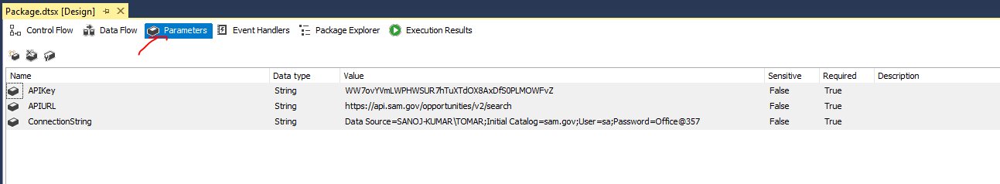 Package.dtsx [Design]
Control Flow Data Flow Parameters Event Handlers Package Explorer Execution Results
Name Data type Value Sensitive Required Description
APIKey String WW7ovYVmLWPHWSUR7hTuXTdOX8AxDfS0PLMOWFvZ False True
APIURL String https://api.sam.gov/opportunities/v2/search False True
ConnectionString String Data Source=SANOJ-KUMAR\TOMAR;Initial Catalog=sam.gov;User=sa;Password=Office@357 False True